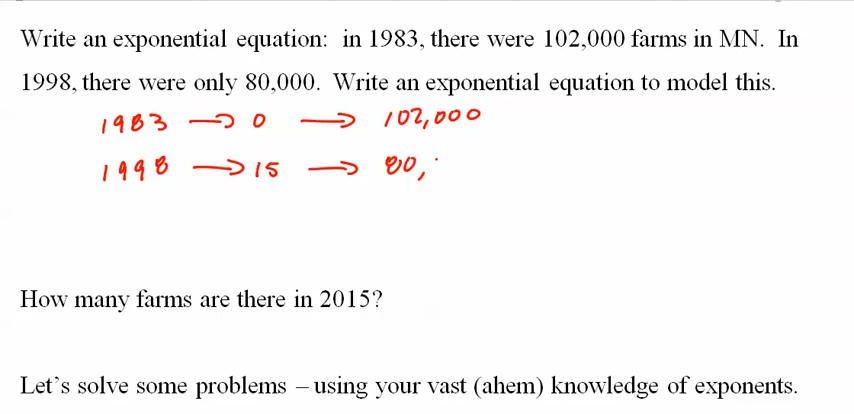 Write an exponential equation: in 1983, there were 102,000 farms in MN. In
1998, there were only 80,000. Write an exponential equation to model this.
1983 → 0 → 102,000
1998 → 15 → 80,
How many farms are there in 2015?
Let's solve some problems – using your vast (ahem) knowledge of exponents.